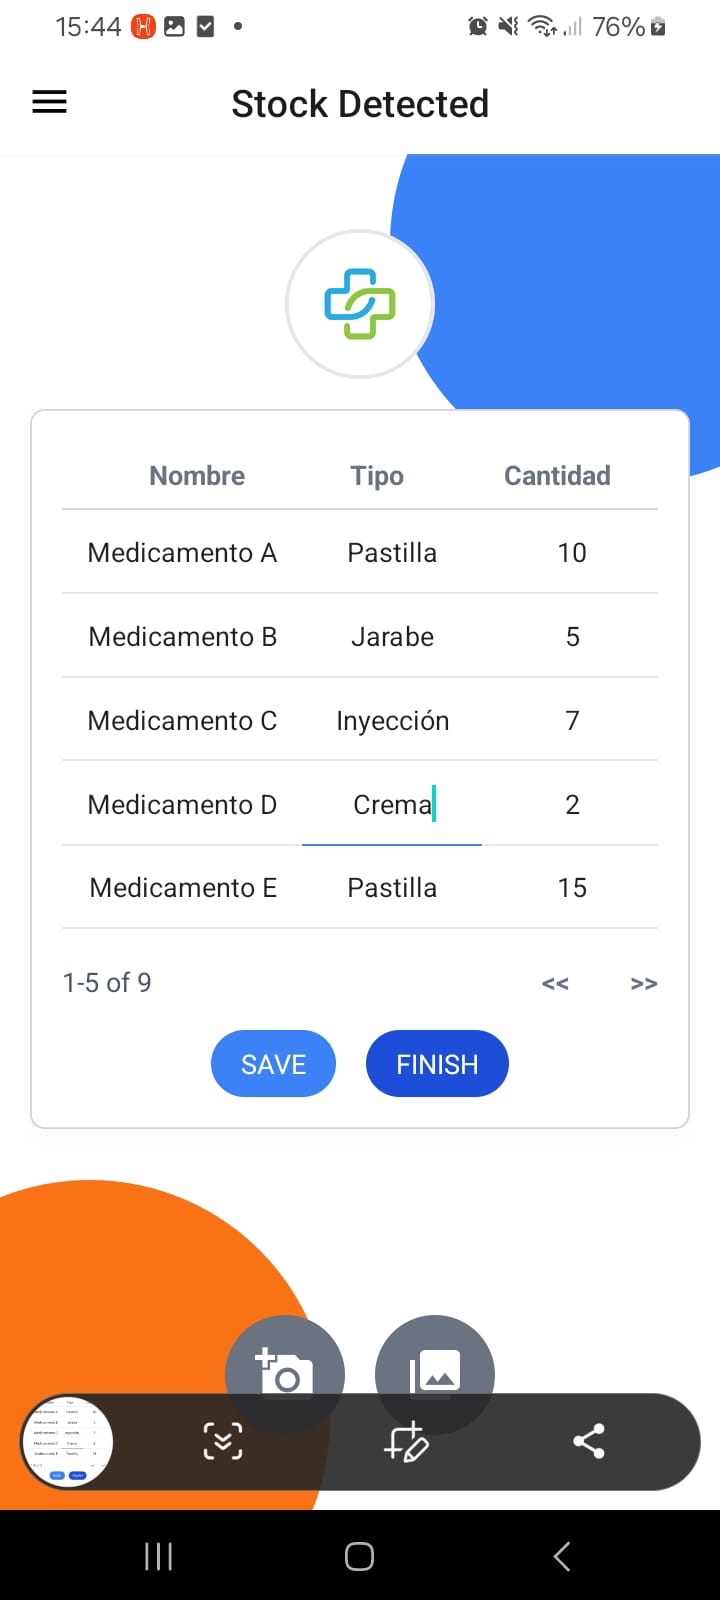 15:44 76%
Stock Detected
Nombre Tipo Cantidad
Medicamento A Pastilla 10
Medicamento B Jarabe 5
Medicamento C Inyección 7
Medicamento D Crema 2
Medicamento E Pastilla 15
1-5 of 9 << >>
SAVE FINISH